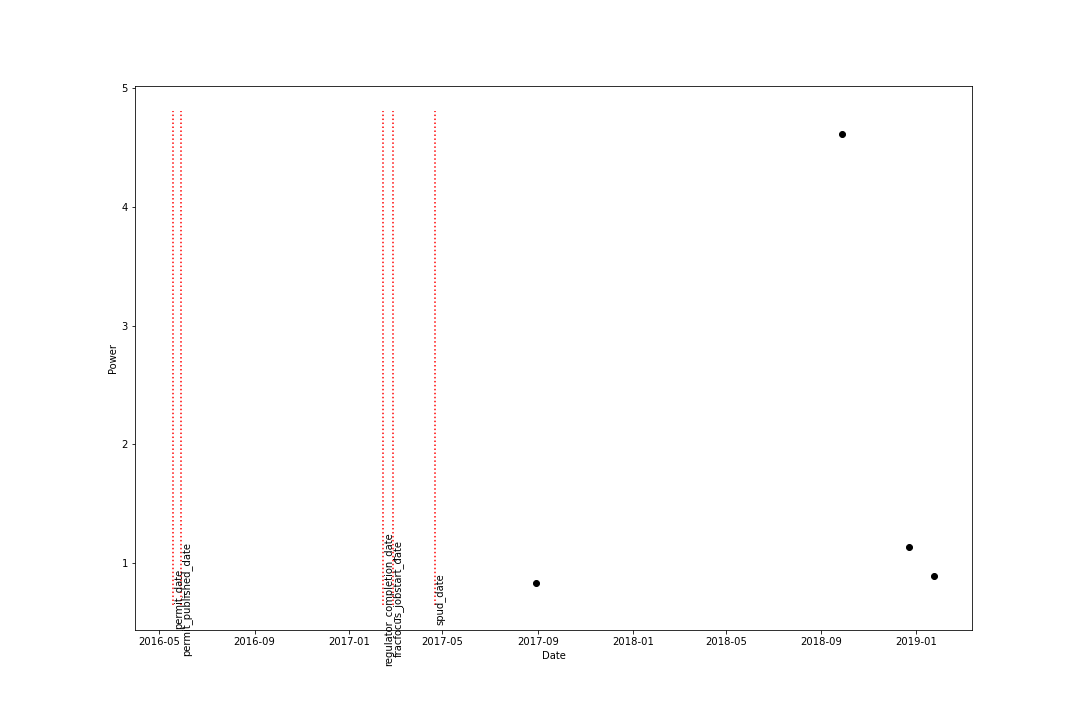 5
4
3
2
1
Power
permit_date
permit_published_date
regulator_completion_date
fracfocus_jobstart_date
spud_date
2016-05
2016-09
2017-01
2017-05
2017-09
2018-01
2018-05
2018-09
2019-01
Date